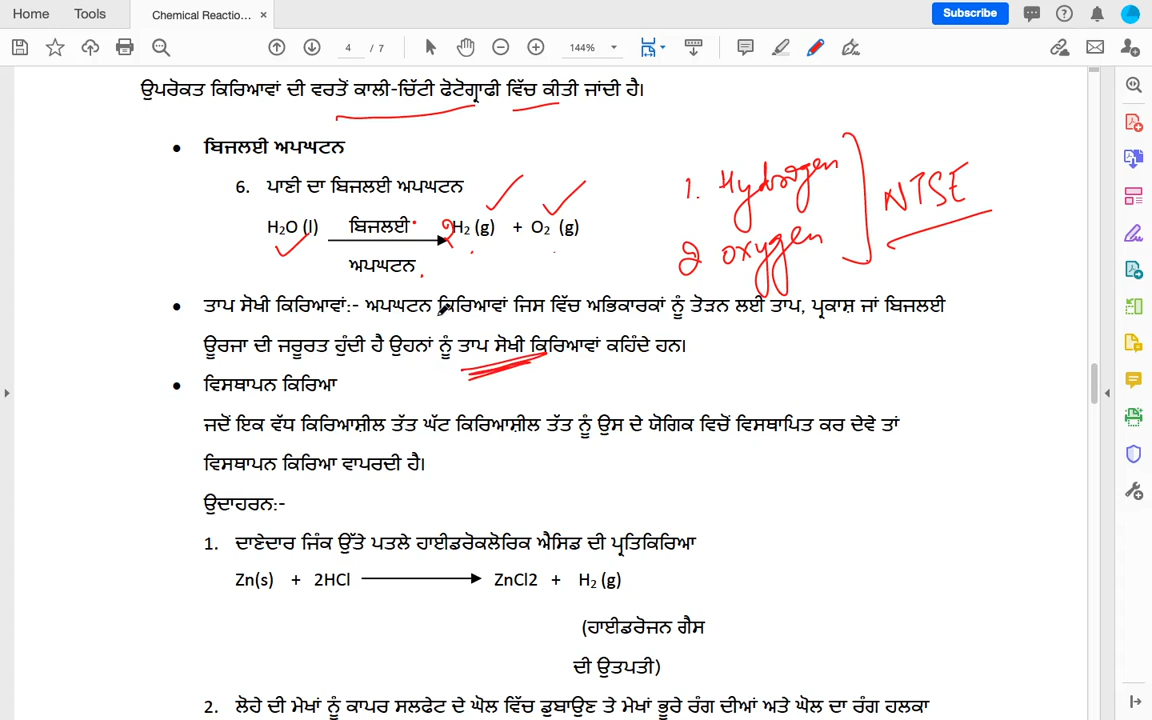 Home Tools Chemical Reactio... × Subscribe
4 / 7 144%
ਉਪਰੋਕਤ ਕਿਰਿਆਵਾਂ ਦੀ ਵਰਤੋਂ ਕਾਲੀ-ਚਿੱਟੀ ਫੋਟੋਗ੍ਰਾਫੀ ਵਿੱਚ ਕੀਤੀ ਜਾਂਦੀ ਹੈ।
• ਬਿਜਲਈ ਅਪਘਟਨ
6. ਪਾਣੀ ਦਾ ਬਿਜਲਈ ਅਪਘਟਨ
1. Hydrogen
NTSE
H₂O (l) ਬਿਜਲਈ 2H₂ (g) + O₂ (g)
2 oxygen
ਅਪਘਟਨ
• ਤਾਪ ਸੋਖੀ ਕਿਰਿਆਵਾਂ:- ਅਪਘਟਨ ਕਿਰਿਆਵਾਂ ਜਿਸ ਵਿੱਚ ਅਭਿਕਾਰਕਾਂ ਨੂੰ ਤੋੜਨ ਲਈ ਤਾਪ, ਪ੍ਰਕਾਸ਼ ਜਾਂ ਬਿਜਲਈ
ਊਰਜਾ ਦੀ ਜਰੂਰਤ ਹੁੰਦੀ ਹੈ ਉਹਨਾਂ ਨੂੰ ਤਾਪ ਸੋਖੀ ਕਿਰਿਆਵਾਂ ਕਹਿੰਦੇ ਹਨ।
• ਵਿਸਥਾਪਨ ਕਿਰਿਆ
ਜਦੋਂ ਇਕ ਵੱਧ ਕਿਰਿਆਸ਼ੀਲ ਤੱਤ ਘੱਟ ਕਿਰਿਆਸ਼ੀਲ ਤੱਤ ਨੂੰ ਉਸ ਦੇ ਯੋਗਿਕ ਵਿਚੋਂ ਵਿਸਥਾਪਿਤ ਕਰ ਦੇਵੇ ਤਾਂ
ਵਿਸਥਾਪਨ ਕਿਰਿਆ ਵਾਪਰਦੀ ਹੈ।
ਉਦਾਹਰਨ:-
1. ਦਾਣੇਦਾਰ ਜਿੰਕ ਉੱਤੇ ਪਤਲੇ ਹਾਈਡਰੋਕਲੋਰਿਕ ਐਸਿਡ ਦੀ ਪ੍ਰਤਿਕਿਰਿਆ
Zn(s) + 2HCl ⟶ ZnCl2 + H₂ (g)
(ਹਾਈਡਰੋਜਨ ਗੈਸ
ਦੀ ਉਤਪਤੀ)
2. ਲੋਹੇ ਦੀ ਮੇਖਾਂ ਨੂੰ ਕਾਪਰ ਸਲਫੇਟ ਦੇ ਘੋਲ ਵਿੱਚ ਡੁਬਾਉਣ ਤੇ ਮੇਖਾਂ ਭੂਰੇ ਰੰਗ ਦੀਆਂ ਅਤੇ ਘੋਲ ਦਾ ਰੰਗ ਹਲਕਾ